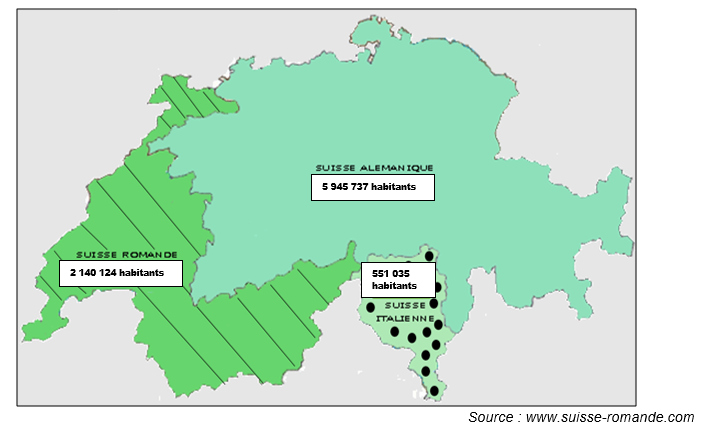 SUISSE ALEMANIQUE
5 945 737 habitants
SUISSE ROMANDE
2 140 124 habitants
551 035
habitants
SUISSE
ITALIENNE
Source : www.suisse-romande.com